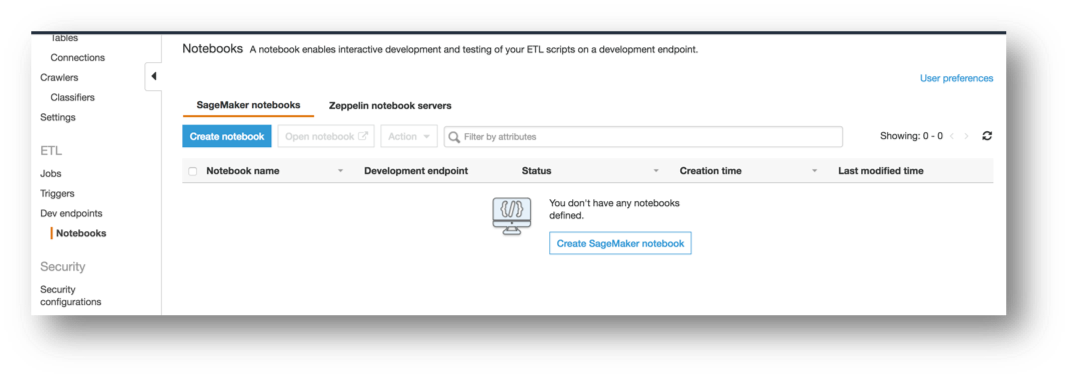 Tables
Connections
Crawlers
Classifiers
Settings
ETL
Jobs
Triggers
Dev endpoints
Notebooks
Security
Security
configurations
Notebooks A notebook enables interactive development and testing of your ETL scripts on a development endpoint.
User preferences
SageMaker notebooks Zeppelin notebook servers
Create notebook Open notebook Action Filter by attributes Showing: 0 - 0
Notebook name Development endpoint Status Creation time Last modified time
You don't have any notebooks
defined.
Create SageMaker notebook